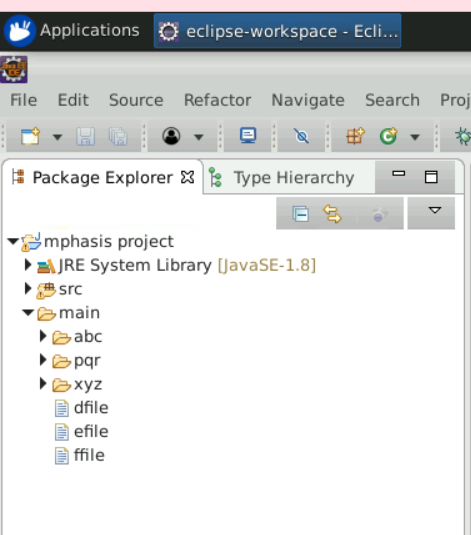 Applications eclipse-workspace - Ecli...
File Edit Source Refactor Navigate Search Proj
Package Explorer Type Hierarchy
mphasis project
JRE System Library [JavaSE-1.8]
src
main
abc
pqr
xyz
dfile
efile
ffile